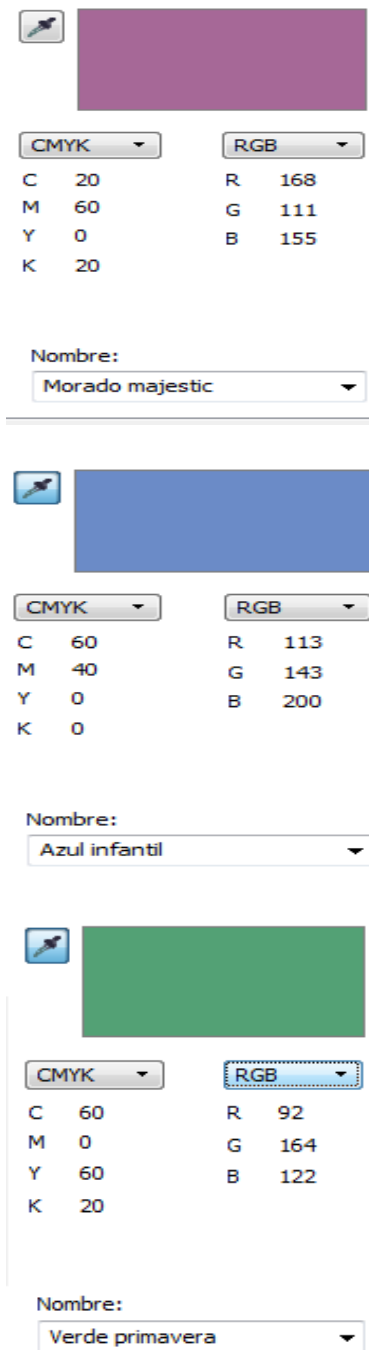 CMYK RGB
C 20 R 168
M 60 G 111
Y 0 B 155
K 20
Nombre:
Morado majestic
CMYK RGB
C 60 R 113
M 40 G 143
Y 0 B 200
K 0
Nombre:
Azul infantil
CMYK RGB
C 60 R 92
M 0 G 164
Y 60 B 122
K 20
Nombre:
Verde primavera